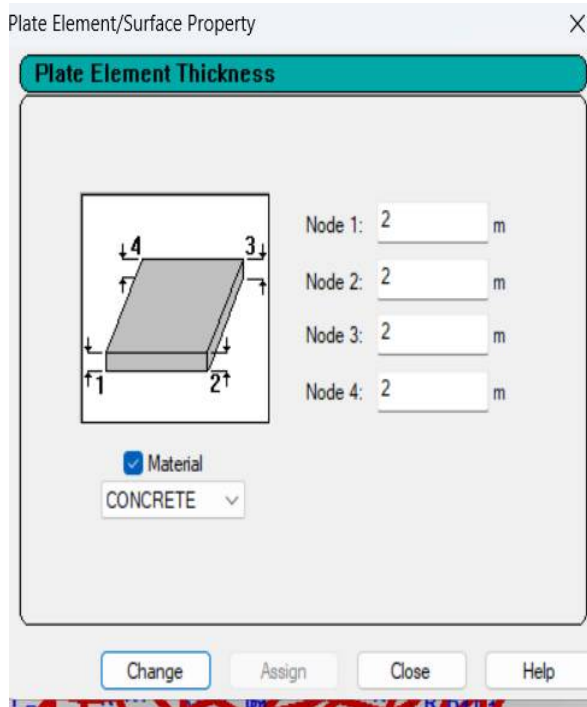 Plate Element/Surface Property
Plate Element Thickness
4 3
1 2
Node 1: 2 m
Node 2: 2 m
Node 3: 2 m
Node 4: 2 m
Material
CONCRETE
Change Assign Close Help